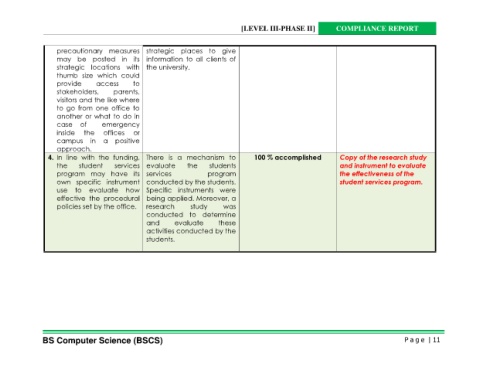 [LEVEL III-PHASE II] COMPLIANCE REPORT
precautionary measures
may be posted in its
strategic locations with
thumb size which could
provide access to
stakeholders, parents,
visitors and the like where
to go from one office to
another or what to do in
case of emergency
inside the offices or
campus in a positive
approach.
strategic places to give
information to all clients of
the university.
4. In line with the funding,
the student services
program may have its
own specific instrument
use to evaluate how
effective the procedural
policies set by the office.
There is a mechanism to
evaluate the students
services program
conducted by the students.
Specific instruments were
being applied. Moreover, a
research study was
conducted to determine
and evaluate these
activities conducted by the
students.
100 % accomplished
Copy of the research study
and instrument to evaluate
the effectiveness of the
student services program.
BS Computer Science (BSCS)
Page | 11